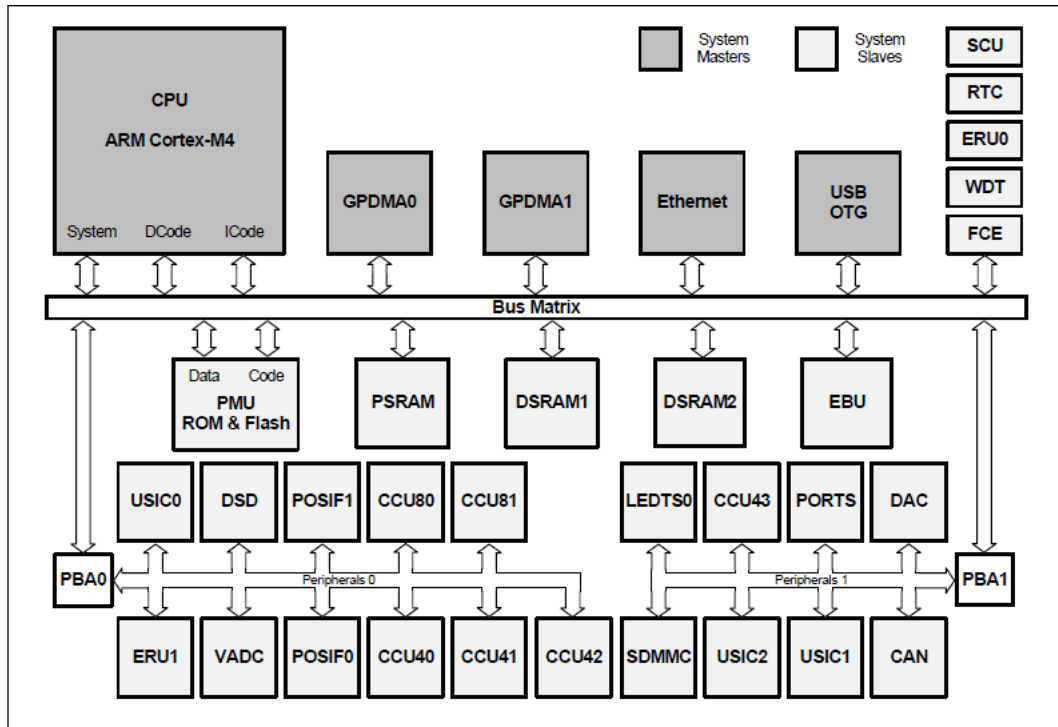 System
Masters
System
Slaves
SCU
RTC
ERU0
WDT
FCE
CPU
ARM Cortex-M4
System DCode ICode
GPDMA0
GPDMA1
Ethernet
USB
OTG
Bus Matrix
Data Code
PMU
ROM & Flash
PSRAM
DSRAM1
DSRAM2
EBU
USIC0
DSD
POSIF1
CCU80
CCU81
LEDTS0
CCU43
PORTS
DAC
PBA0
Peripherals 0
Peripherals 1
PBA1
ERU1
VADC
POSIF0
CCU40
CCU41
CCU42
SDMMC
USIC2
USIC1
CAN